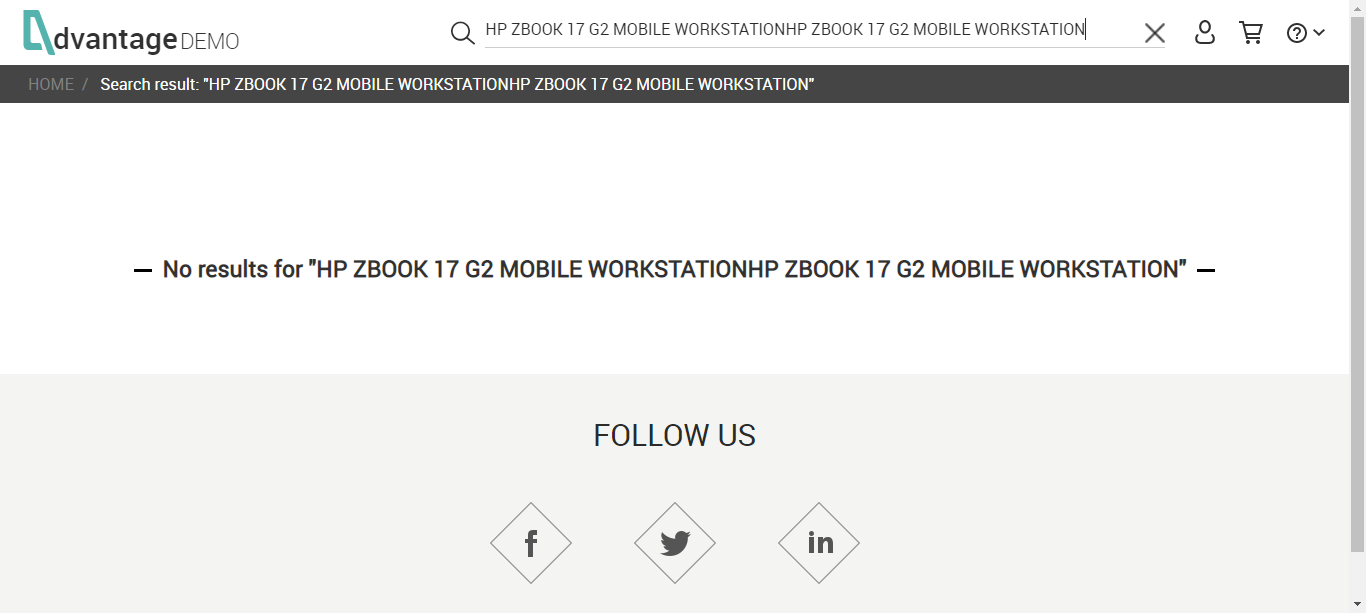 dvantage DEMO
HP ZBOOK 17 G2 MOBILE WORKSTATIONHP ZBOOK 17 G2 MOBILE WORKSTATION
HOME / Search result: "HP ZBOOK 17 G2 MOBILE WORKSTATIONHP ZBOOK 17 G2 MOBILE WORKSTATION"
No results for "HP ZBOOK 17 G2 MOBILE WORKSTATIONHP ZBOOK 17 G2 MOBILE WORKSTATION"
FOLLOW US
f
in